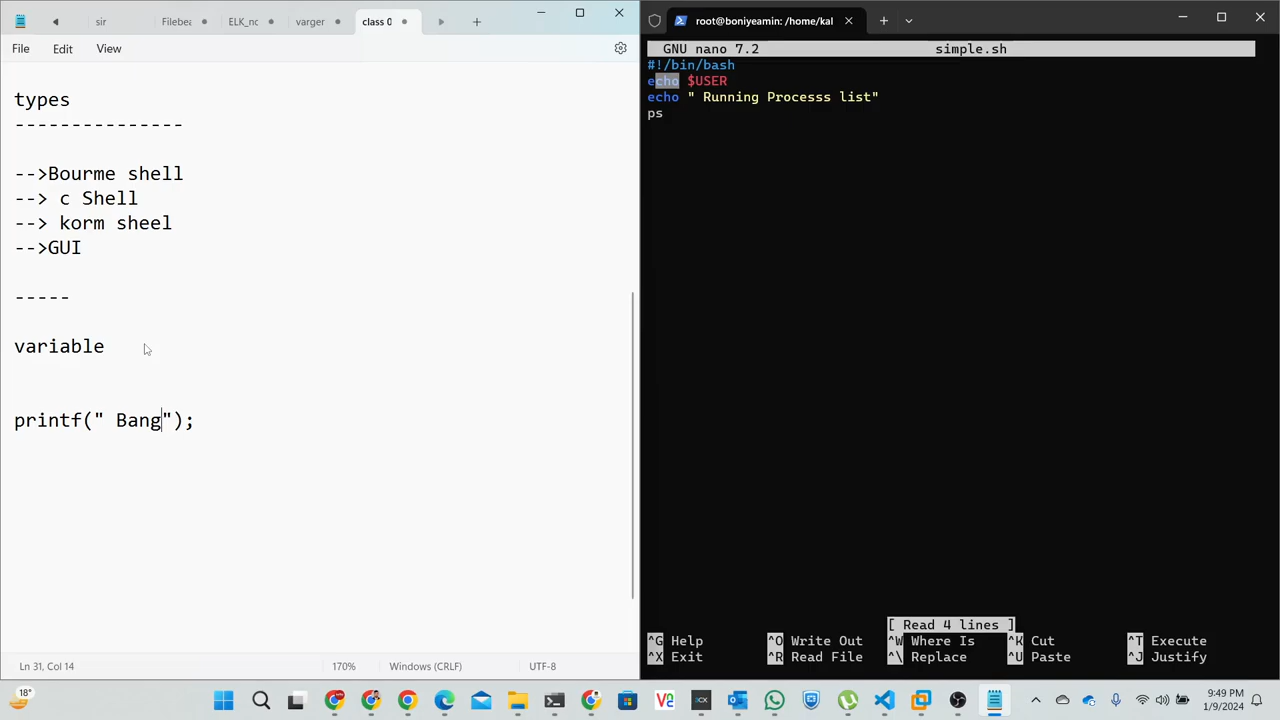 sir
Filebea
ELK_nc
varger
class 0
File
Edit
View
types
---------------
-->Bourme shell
--> c Shell
--> korm sheel
-->GUI
-----
variable
printf(" Bang");
Ln 31, Col 14
170%
Windows (CRLF)
UTF-8
root@boniyeamin: /home/kal
GNU nano 7.2
simple.sh
#!/bin/bash
echo $USER
echo " Running Processs list"
ps
[ Read 4 lines ]
^G Help
^O Write Out
^W Where Is
^K Cut
^T Execute
^X Exit
^R Read File
^\ Replace
^U Paste
^J Justify
18°
9:49 PM
1/9/2024